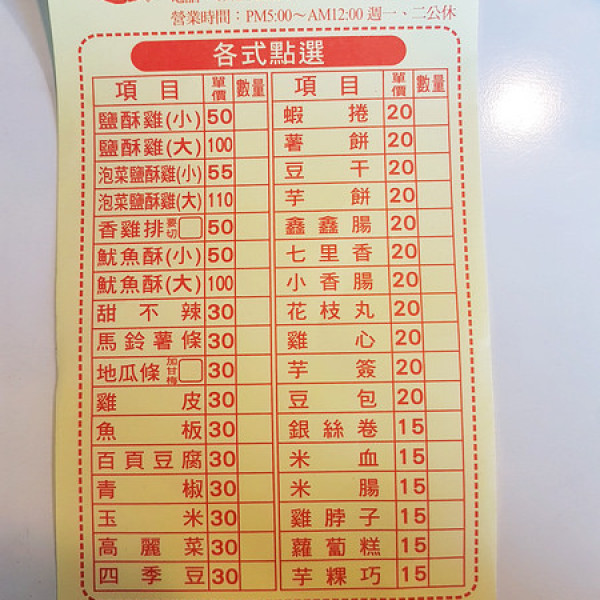 營業時間：PM5:00～AM12:00 週一、二公休
各式點選
項目 單價 數量 項目 單價 數量
鹽酥雞(小) 50 蝦捲 20
鹽酥雞(大) 100 薯餅 20
泡菜鹽酥雞(小) 55 豆干 20
泡菜鹽酥雞(大) 110 芋餅 20
香雞排 要切 50 鑫鑫腸 20
魷魚酥(小) 50 七里香 20
魷魚酥(大) 100 小香腸 20
甜不辣 30 花枝丸 20
馬鈴薯條 30 雞心 20
地瓜條 加甘梅 30 芋簽 20
雞皮 30 豆包 20
魚板 30 銀絲卷 15
百頁豆腐 30 米血 15
青椒 30 米腸 15
玉米 30 雞脖子 15
高麗菜 30 蘿蔔糕 15
四季豆 30 芋粿巧 15